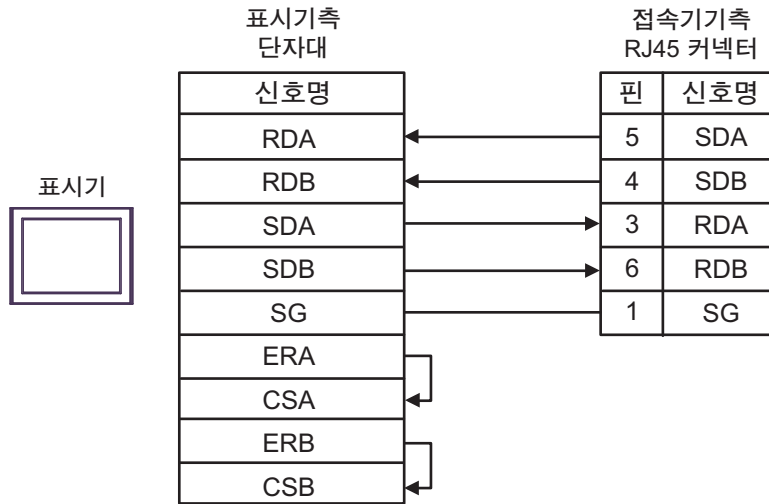 표시기측
단자대
접속기기측
RJ45 커넥터
신호명
핀 신호명
RDA
5 SDA
RDB
4 SDB
표시기
SDA
3 RDA
SDB
6 RDB
SG
1 SG
ERA
CSA
ERB
CSB